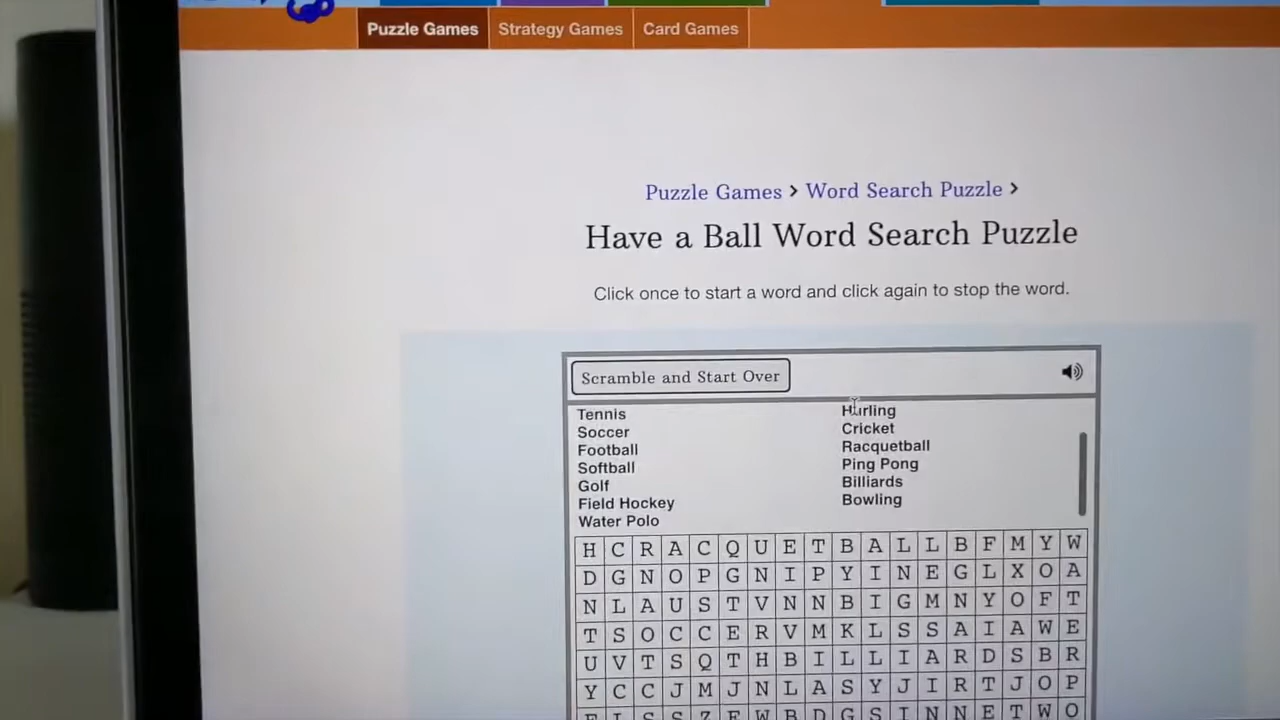 Puzzle Games Strategy Games Card Games
Puzzle Games > Word Search Puzzle >
Have a Ball Word Search Puzzle
Click once to start a word and click again to stop the word.
Scramble and Start Over
Tennis Hurling
Soccer Cricket
Football Racquetball
Softball Ping Pong
Golf Billiards
Field Hockey Bowling
Water Polo
H C R A C Q U E T B A L L B F M Y W
D G N O P G N I P Y I N E G L X O A
N L A U S T V N N B I G M N Y O F T
T S O C C E R V M K L S S A I A W E
U V T S Q T H B I L L I A R D S B R
Y C C J M J N L A S Y J I R T J O P
S I N N E T W O